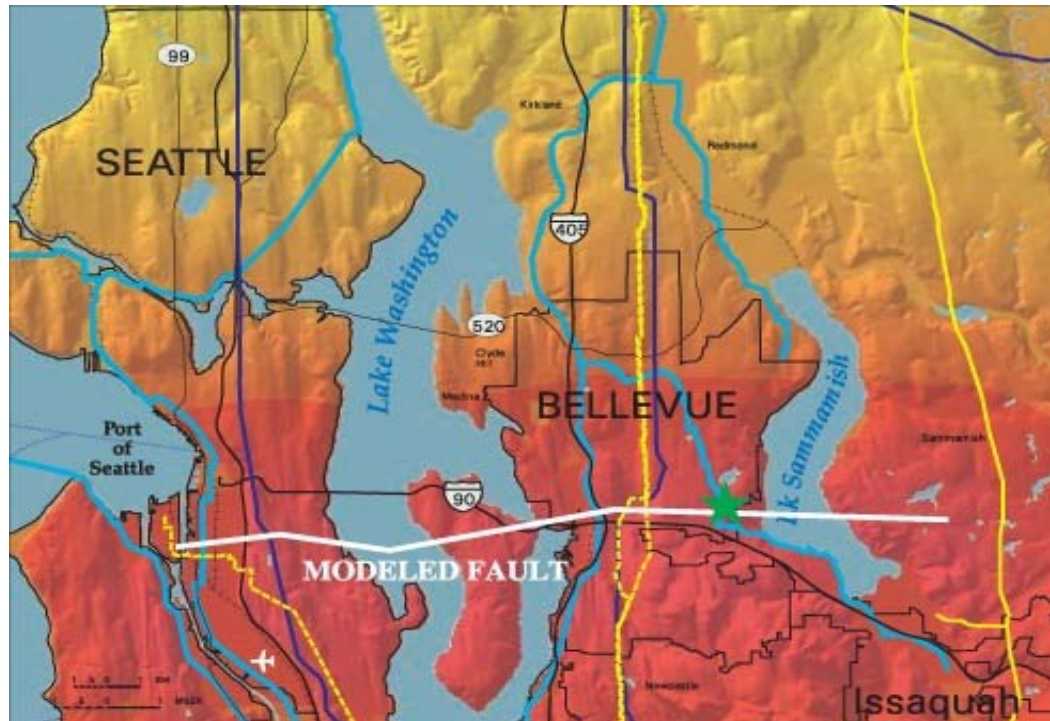 99
Kirkland
Redmond
SEATTLE
405
Lake Washington
520
Clyde
Hill
Medina
BELLEVUE
Port
of
Seattle
Lk Sammamish
Sammamish
90
MODELED FAULT
Newcastle
Issaquah